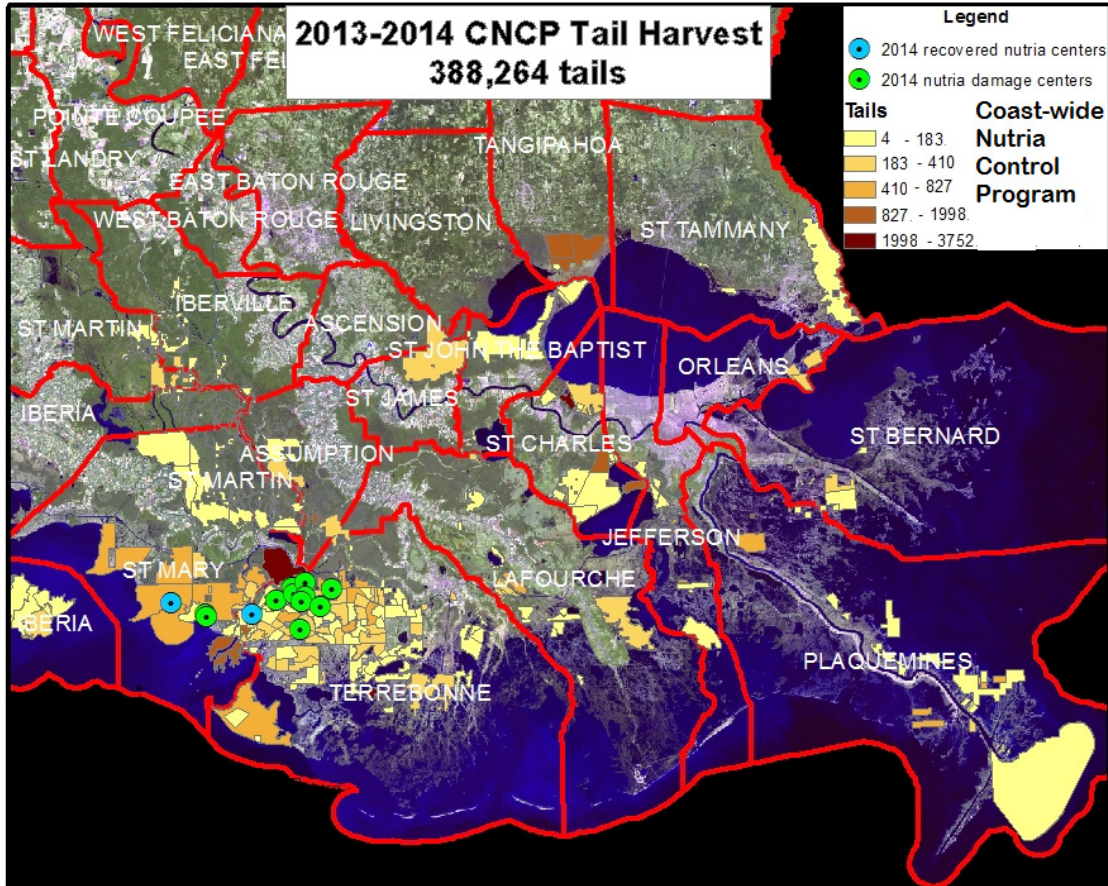 2013-2014 CNCP Tail Harvest
388,264 tails
Legend
2014 recovered nutria centers
2014 nutria damage centers
Tails
4 - 183.
183 - 410
410 - 827
827. - 1998.
1998 - 3752
Coast-wide
Nutria
Control
Program
WEST FELICIANA
EAST FEL
POINTE COUPEE
ST LANDRY
EAST BATON ROUGE
WEST BATON ROUGE
LIVINGSTON
TANGIPAHOA
ST TAMMANY
IBERVILLE
ST MARTIN
ASCENSION
ST JOHN THE BAPTIST
ORLEANS
IBERIA
ST JAMES
ST CHARLES
ST BERNARD
ASSUMPTION
ST MARTIN
JEFFERSON
ST MARY
LAFOURCHE
IBERIA
PLAQUEMINES
TERREBONNE